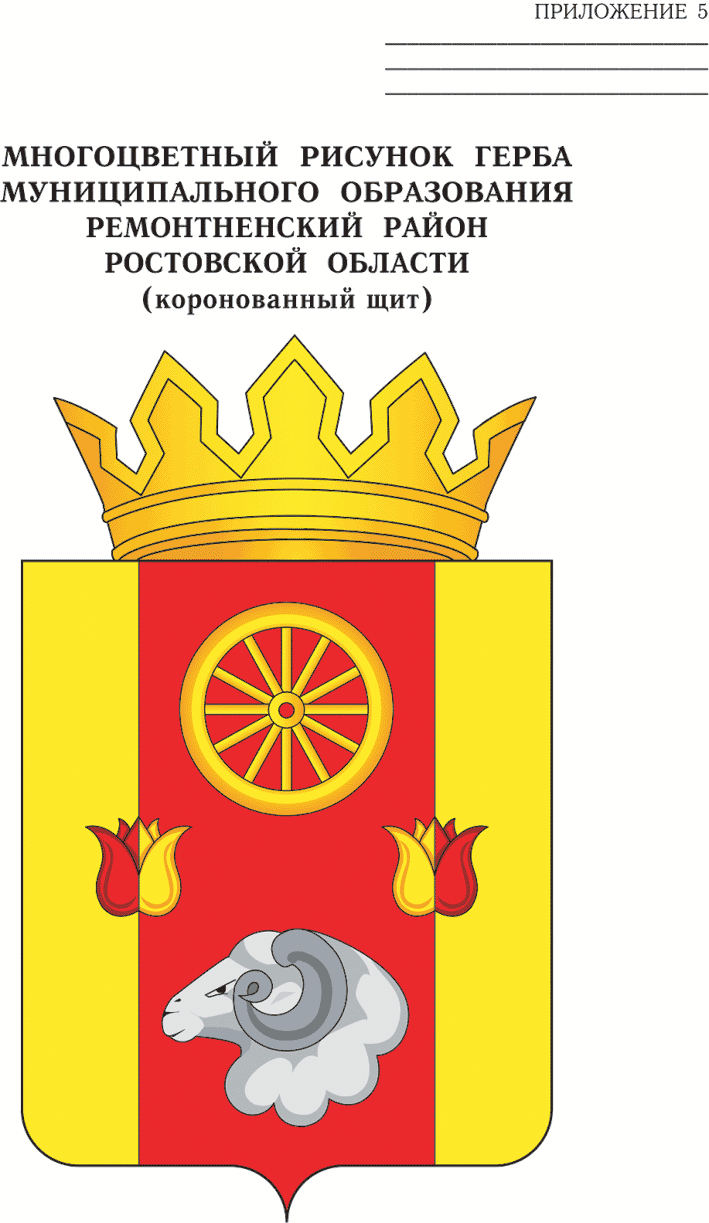 ПРИЛОЖЕНИЕ 5
МНОГОЦВЕТНЫЙ РИСУНОК ГЕРБА
МУНИЦИПАЛЬНОГО ОБРАЗОВАНИЯ
РЕМОНТНЕНСКИЙ РАЙОН
РОСТОВСКОЙ ОБЛАСТИ
(коронованный щит)